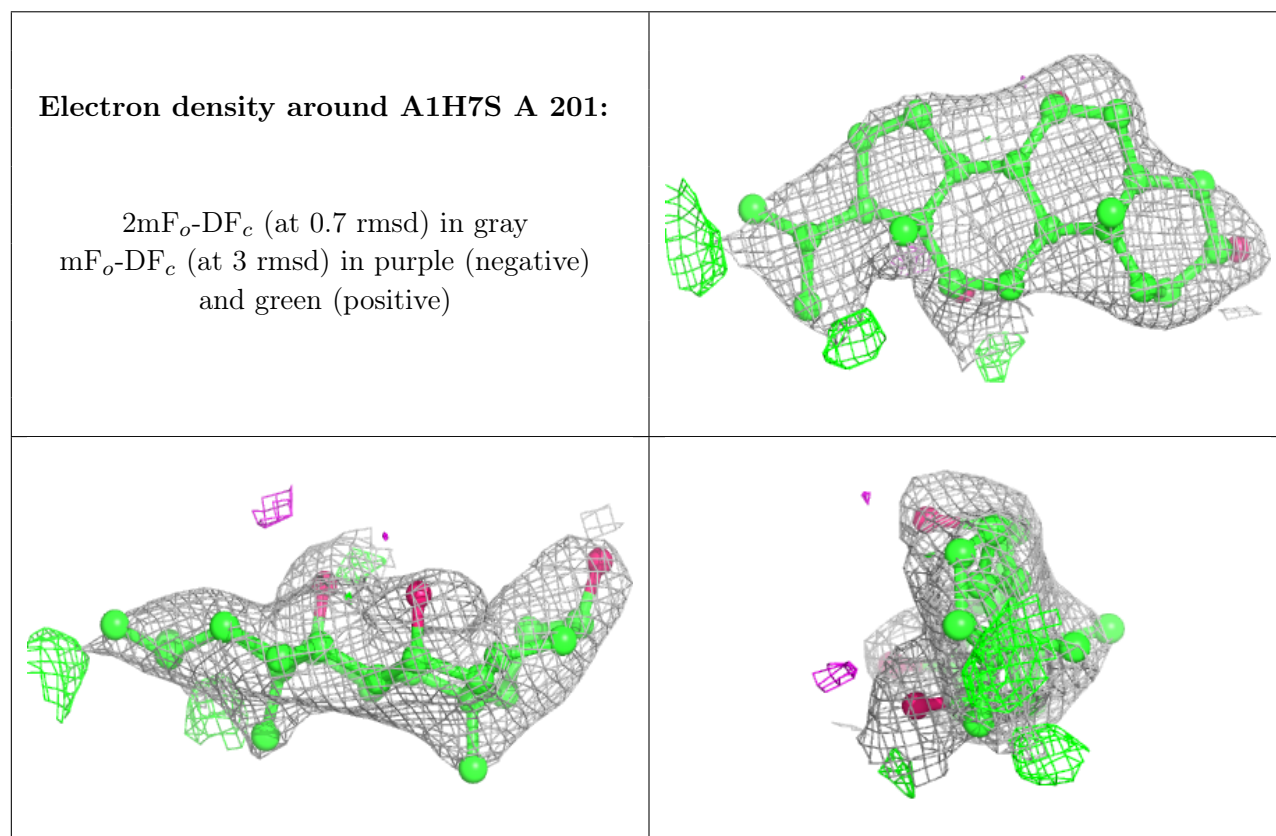 Electron density around A1H7S A 201:
2mFo-DFc (at 0.7 rmsd) in gray
mFo-DFc (at 3 rmsd) in purple (negative)
and green (positive)